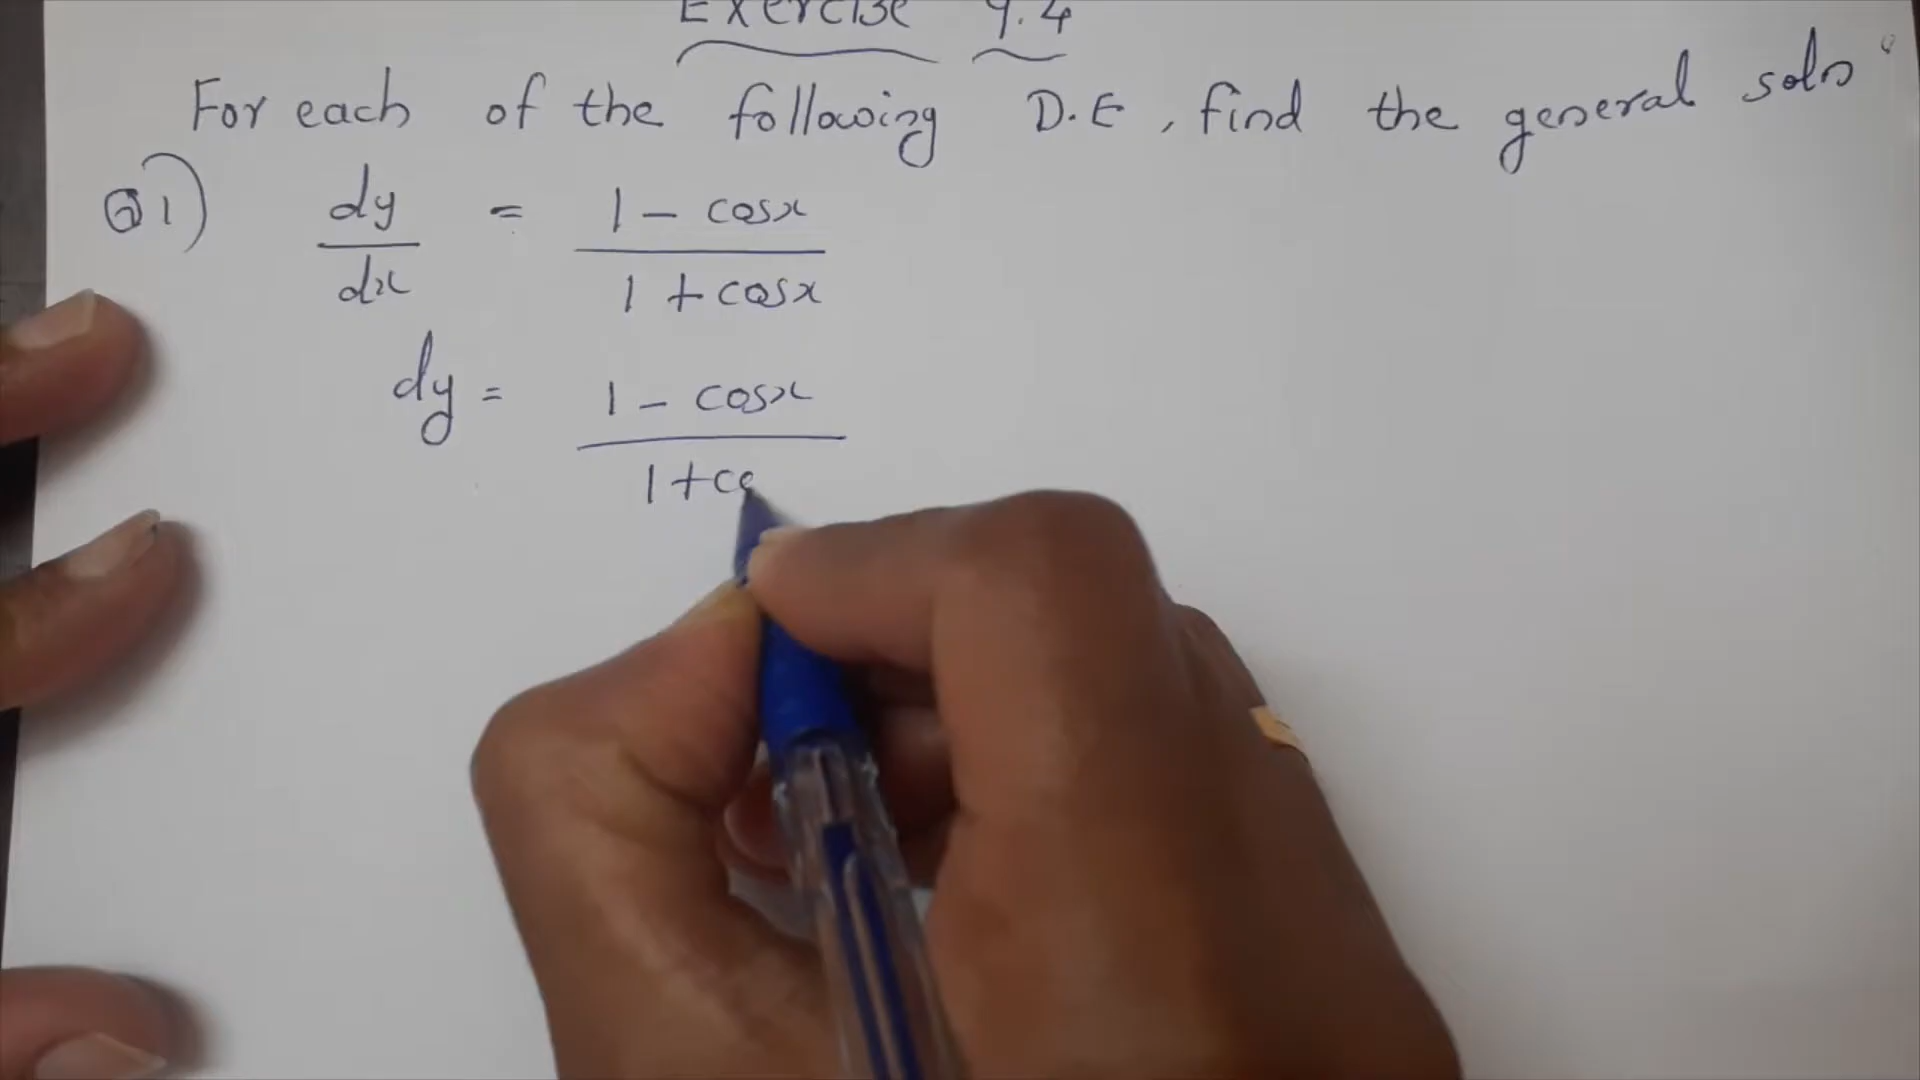 Exercise 9.4
For each of the following D.E, find the general soln
Q1) dy/dx = 1 - cosx / 1 + cosx
dy = 1 - cosx / 1 + co